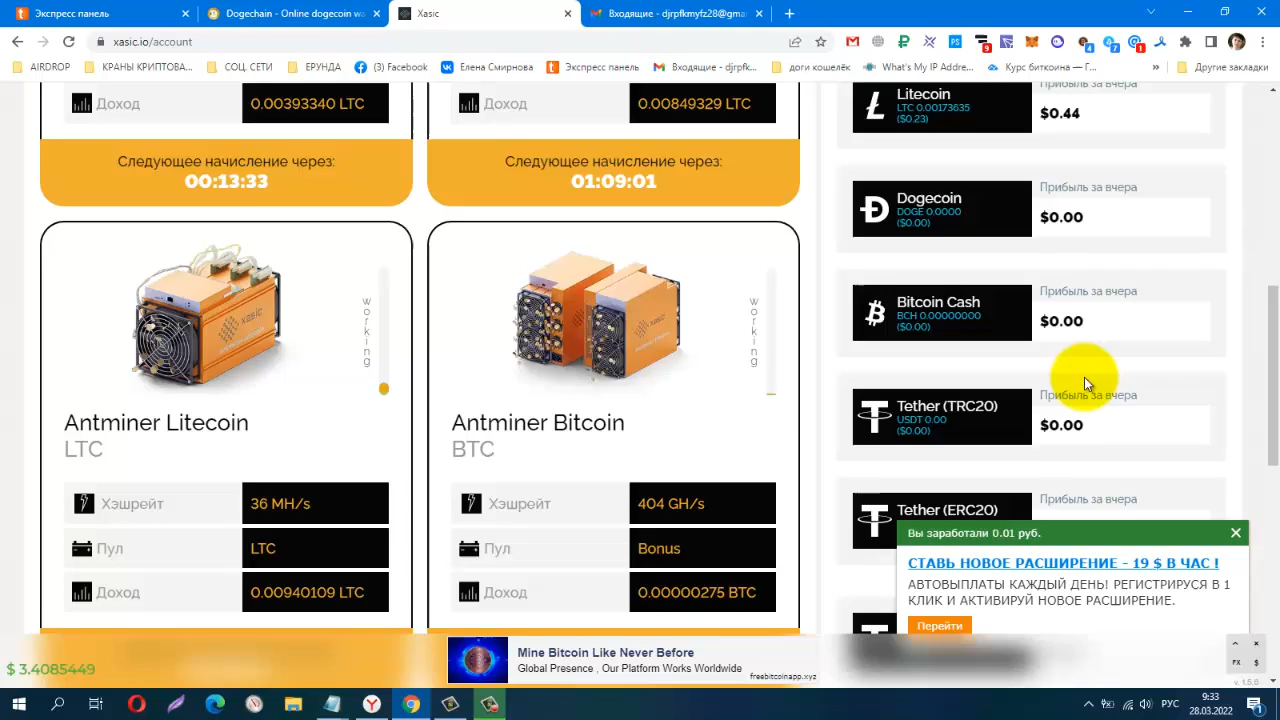 Экспресс панель
Dogechain - Online dogecoin wa
Xasic
Входящие - djrpfkmyfz28@gma
xasic.io/account
AIRDROP
КРАНЫ КРИПТОВА...
СОЦ. СЕТИ
ЕРУНДА
(3) Facebook
Елена Смирнова
Экспресс панель
Входящие - djrpfk...
доги кошелёк
What's My IP Addre...
Курс биткоина — Г...
»
Другие закладки
Доход
0.00393340 LTC
Следующее начисление через:
00:13:33
Доход
0.00849329 LTC
Следующее начисление через:
01:09:01
working
Antminer Litecoin
LTC
Хэшрейт
36 MH/s
Пул
LTC
Доход
0.00940109 LTC
working
Antminer Bitcoin
BTC
Хэшрейт
404 GH/s
Пул
Bonus
Доход
0.00000275 BTC
Litecoin
LTC 0.00173635
($0.23)
Прибыль за вчера
$0.44
Dogecoin
DOGE 0.0000
($0.00)
Прибыль за вчера
$0.00
Bitcoin Cash
BCH 0.00000000
($0.00)
Прибыль за вчера
$0.00
Tether (TRC20)
USDT 0.00
($0.00)
Прибыль за вчера
$0.00
Tether (ERC20)
Прибыль за вчера
Вы заработали 0.01 руб.
СТАВЬ НОВОЕ РАСШИРЕНИЕ - 19 $ В ЧАС !
АВТОВЫПЛАТЫ КАЖДЫЙ ДЕНЬ! РЕГИСТРИРУСЯ В 1
КЛИК И АКТИВИРУЙ НОВОЕ РАСШИРЕНИЕ.
Перейти
$ 3.4085449
Mine Bitcoin Like Never Before
Global Presence , Our Platform Works Worldwide
freebitcoinapp.xyz
FX $
v. 1.5.6
РУС
9:33
28.03.2022